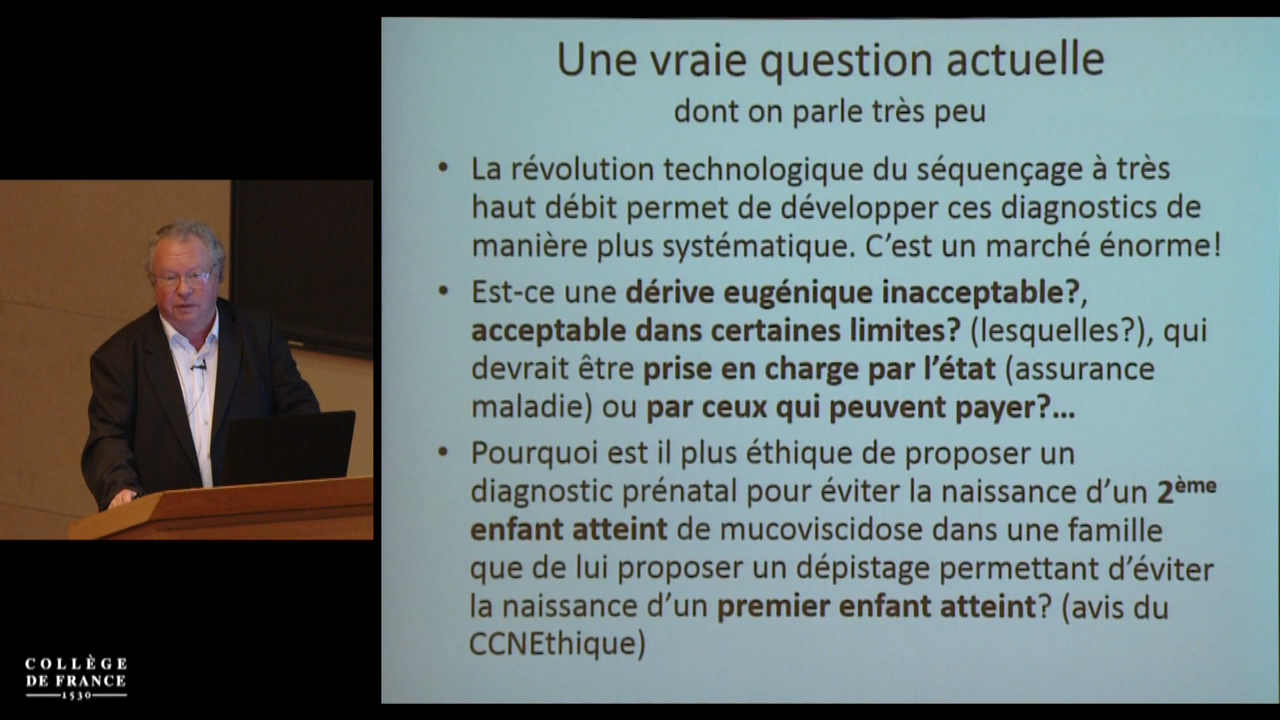 Une vraie question actuelle
dont on parle très peu
• La révolution technologique du séquençage à très
haut débit permet de développer ces diagnostics de
manière plus systématique. C’est un marché énorme!
• Est-ce une dérive eugénique inacceptable?,
acceptable dans certaines limites? (lesquelles?), qui
devrait être prise en charge par l’état (assurance
maladie) ou par ceux qui peuvent payer?...
• Pourquoi est il plus éthique de proposer un
diagnostic prénatal pour éviter la naissance d’un 2ème
enfant atteint de mucoviscidose dans une famille
que de lui proposer un dépistage permettant d’éviter
la naissance d’un premier enfant atteint? (avis du
CCNEthique)
COLLÈGE
DE FRANCE
1530